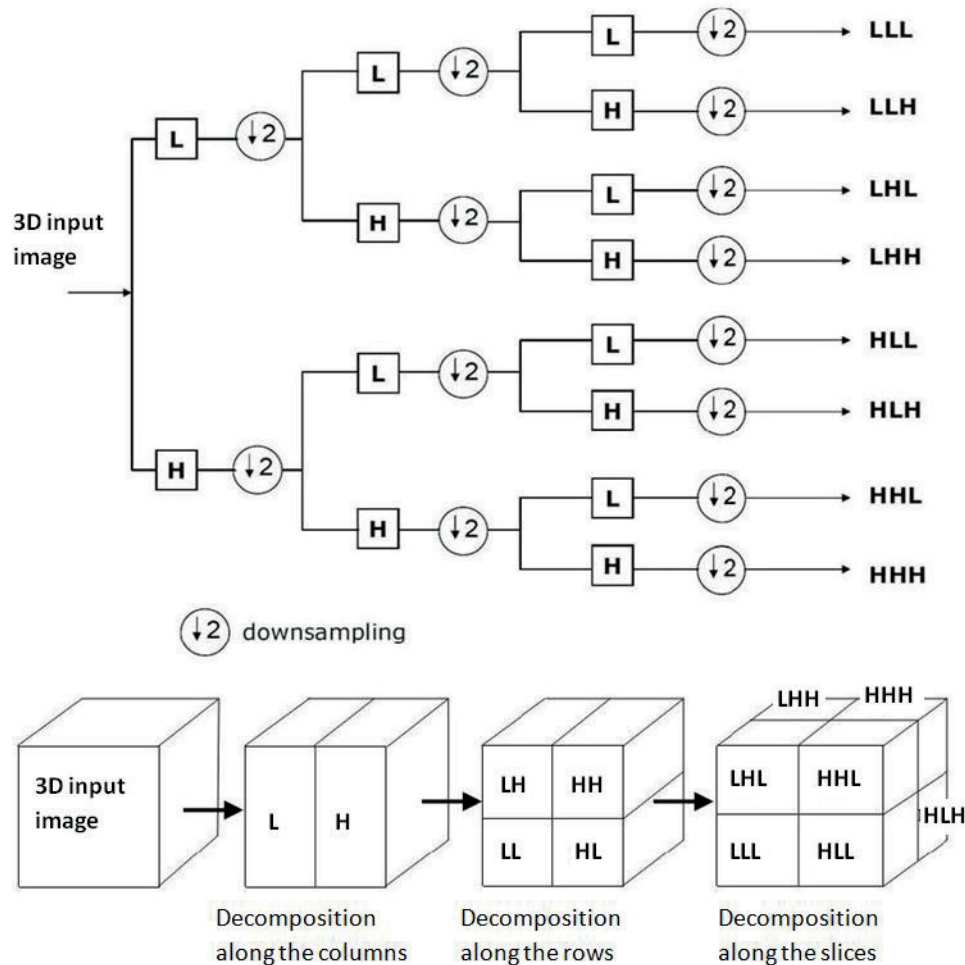 L ↓2 L ↓2 L ↓2 LLL
H ↓2 LLH
H ↓2 L ↓2 LHL
H ↓2 LHH
3D input
image
H ↓2 L ↓2 L ↓2 HLL
H ↓2 HLH
H ↓2 L ↓2 HHL
H ↓2 HHH
↓2 downsampling
3D input
image
L H
LH HH
LL HL
LHH HHH
LHL HHL
HLH
LLL HLL
Decomposition
along the columns
Decomposition
along the rows
Decomposition
along the slices